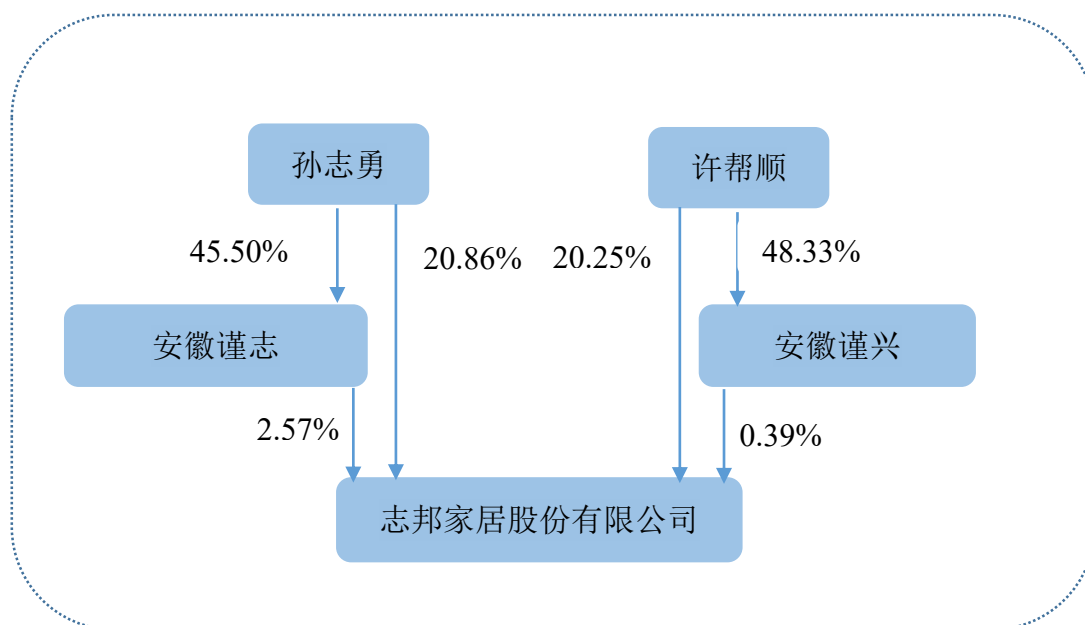 孙志勇
许帮顺
45.50%
20.86%
20.25%
48.33%
安徽谨志
安徽谨兴
2.57%
0.39%
志邦家居股份有限公司